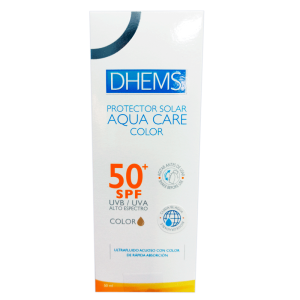 DHEMS
PROTECTOR SOLAR
AQUA CARE
COLOR
50+
SPF
UVB / UVA
ALTO ESPECTRO
COLOR
ULTRAFLUIDO ACUOSO CON COLOR
DE RÁPIDA ABSORCIÓN